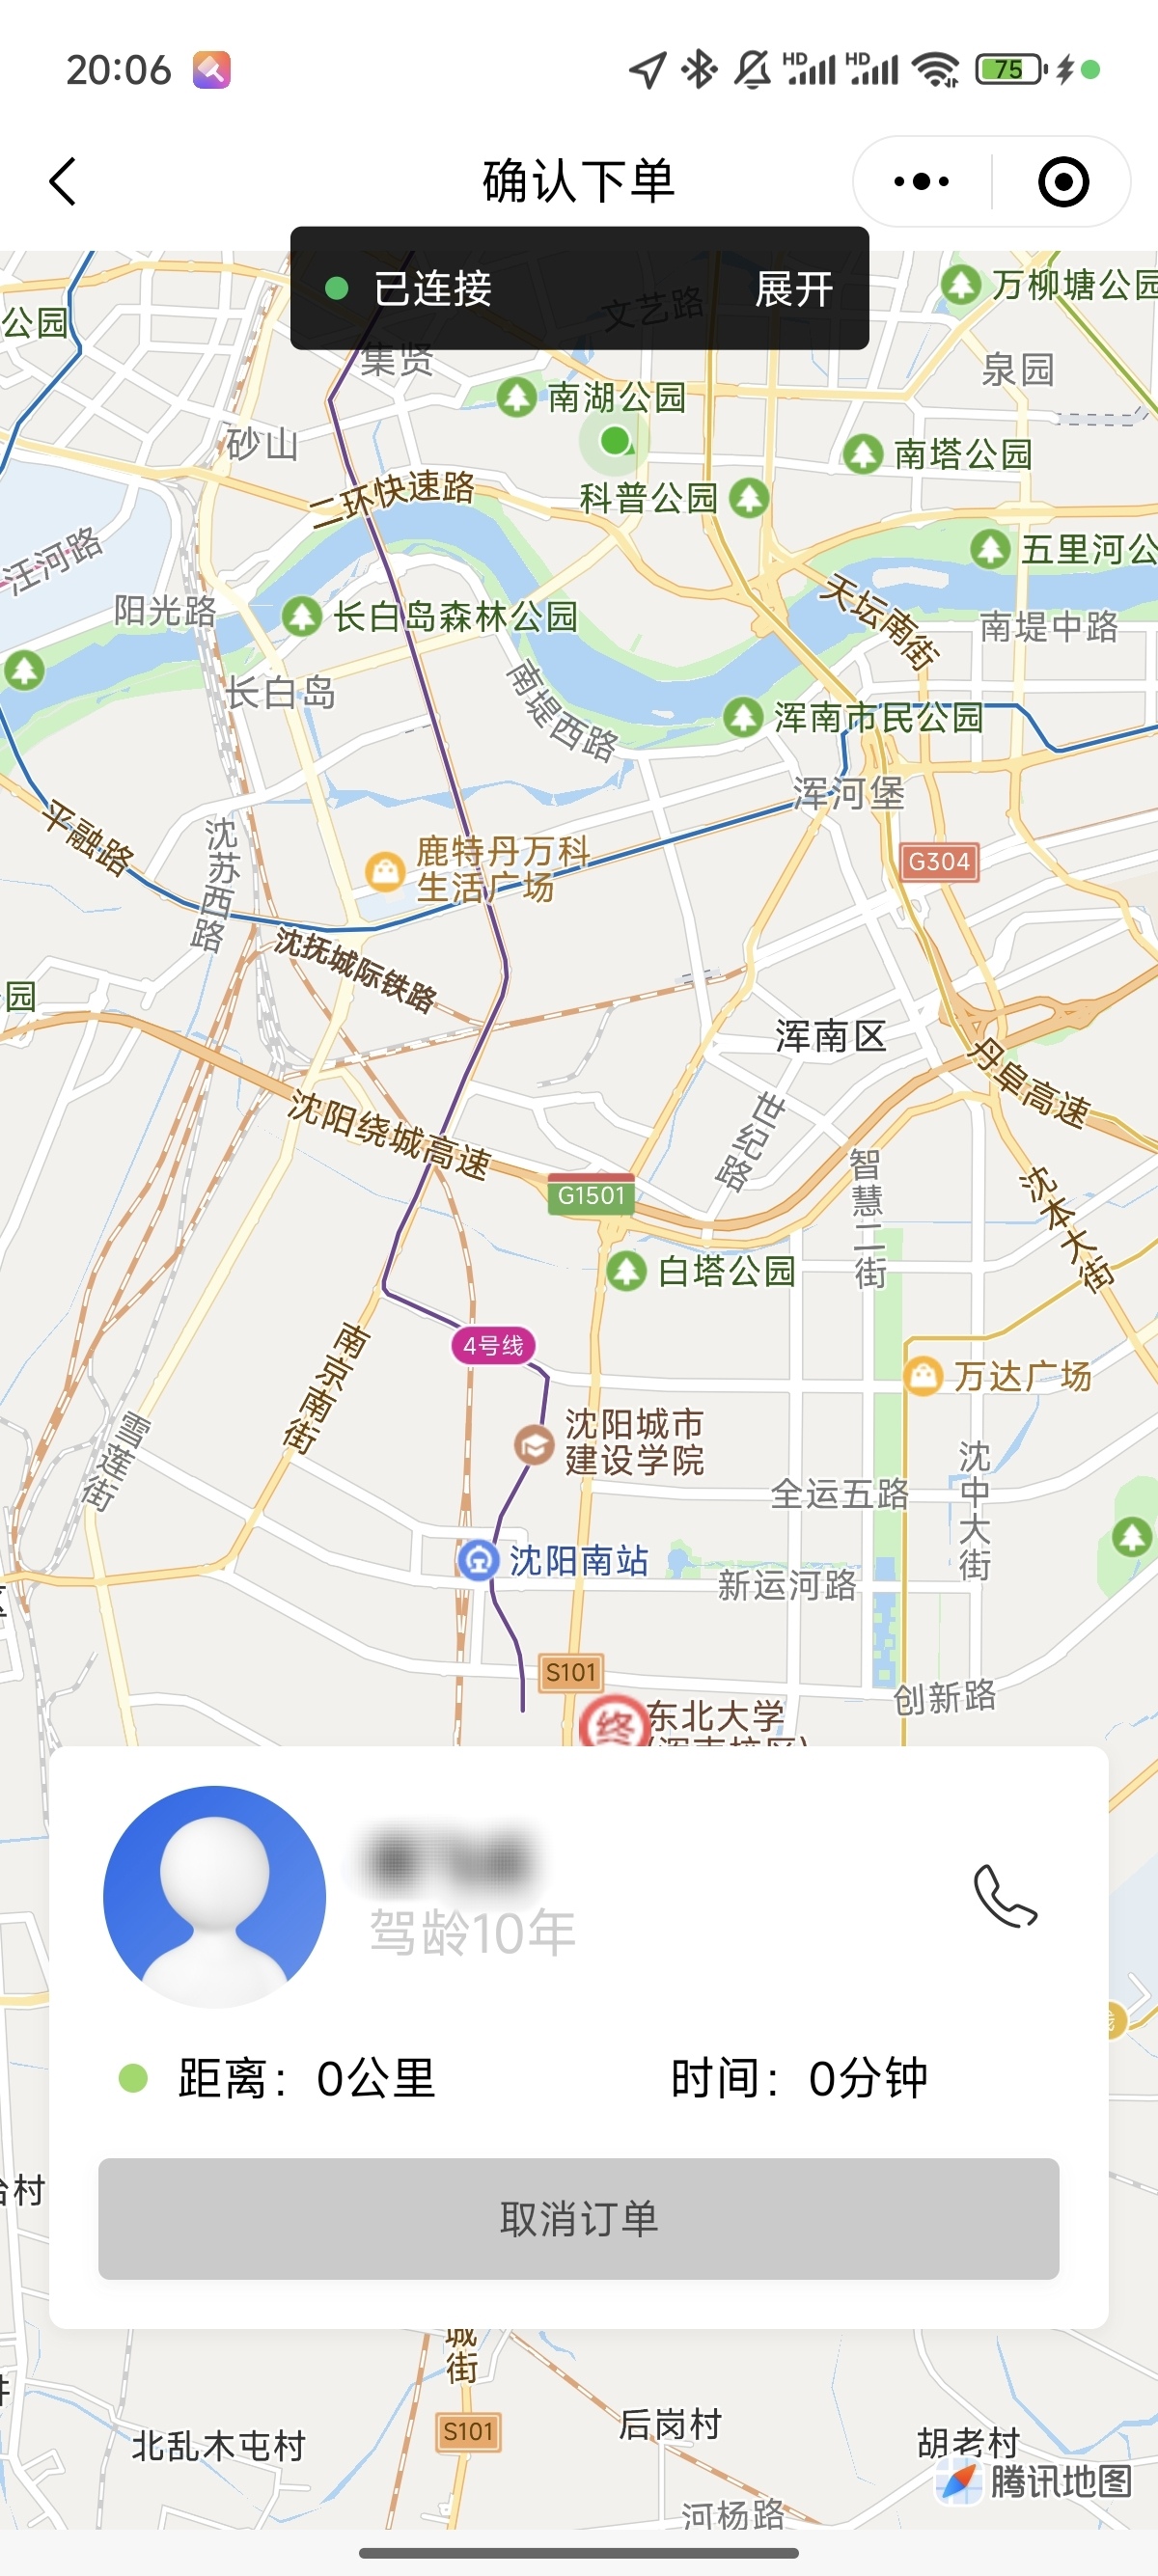 20:06
HD
HD
75
确认下单
已连接
展开
文艺路
万柳塘公园
公园
集贤
泉园
南湖公园
砂山
南塔公园
二环快速路
科普公园
汪河路
五里河公
天坛南街
阳光路
长白岛森林公园
南堤中路
长白岛
南堤西路
浑南市民公园
浑河堡
平融路
沈苏西路
鹿特丹万科
生活广场
G304
沈抚城际铁路
园
浑南区
丹阜高速
沈阳绕城高速
世纪路
G1501
智慧二街
沈本大街
白塔公园
4号线
南京南街
万达广场
雪莲街
沈阳城市
建设学院
全运五路
沈中大街
沈阳南站
新运河路
S101
创新路
终
东北大学
(浑南校区)
驾龄10年
距离：0公里
时间：0分钟
取消订单
城街
S101
后岗村
北乱木屯村
胡老村
腾讯地图
河杨路